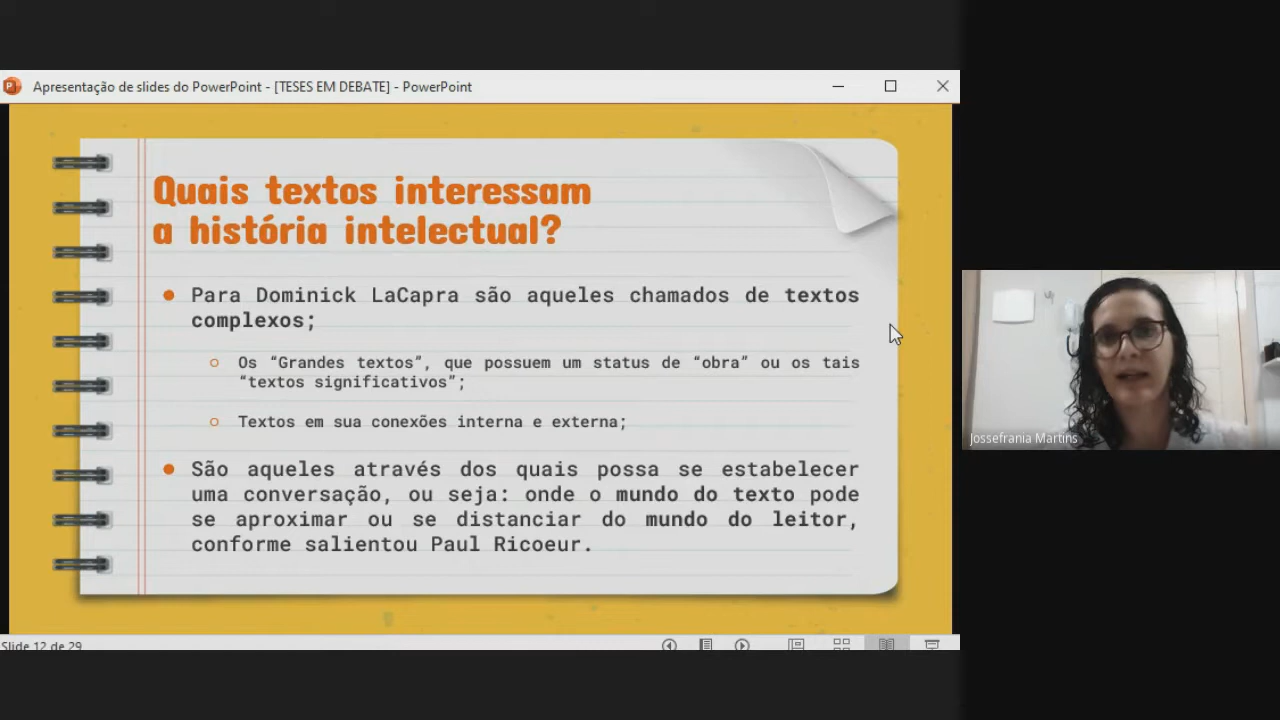 Apresentação de slides do PowerPoint - [TESES EM DEBATE] - PowerPoint
Quais textos interessam
a história intelectual?
Para Dominick LaCapra são aqueles chamados de textos
complexos;
Os “Grandes textos”, que possuem um status de “obra” ou os tais
“textos significativos”;
Textos em sua conexões interna e externa;
São aqueles através dos quais possa se estabelecer
uma conversação, ou seja: onde o mundo do texto pode
se aproximar ou se distanciar do mundo do leitor,
conforme salientou Paul Ricoeur.
Jossefrania Martins
Slide 12 de 29